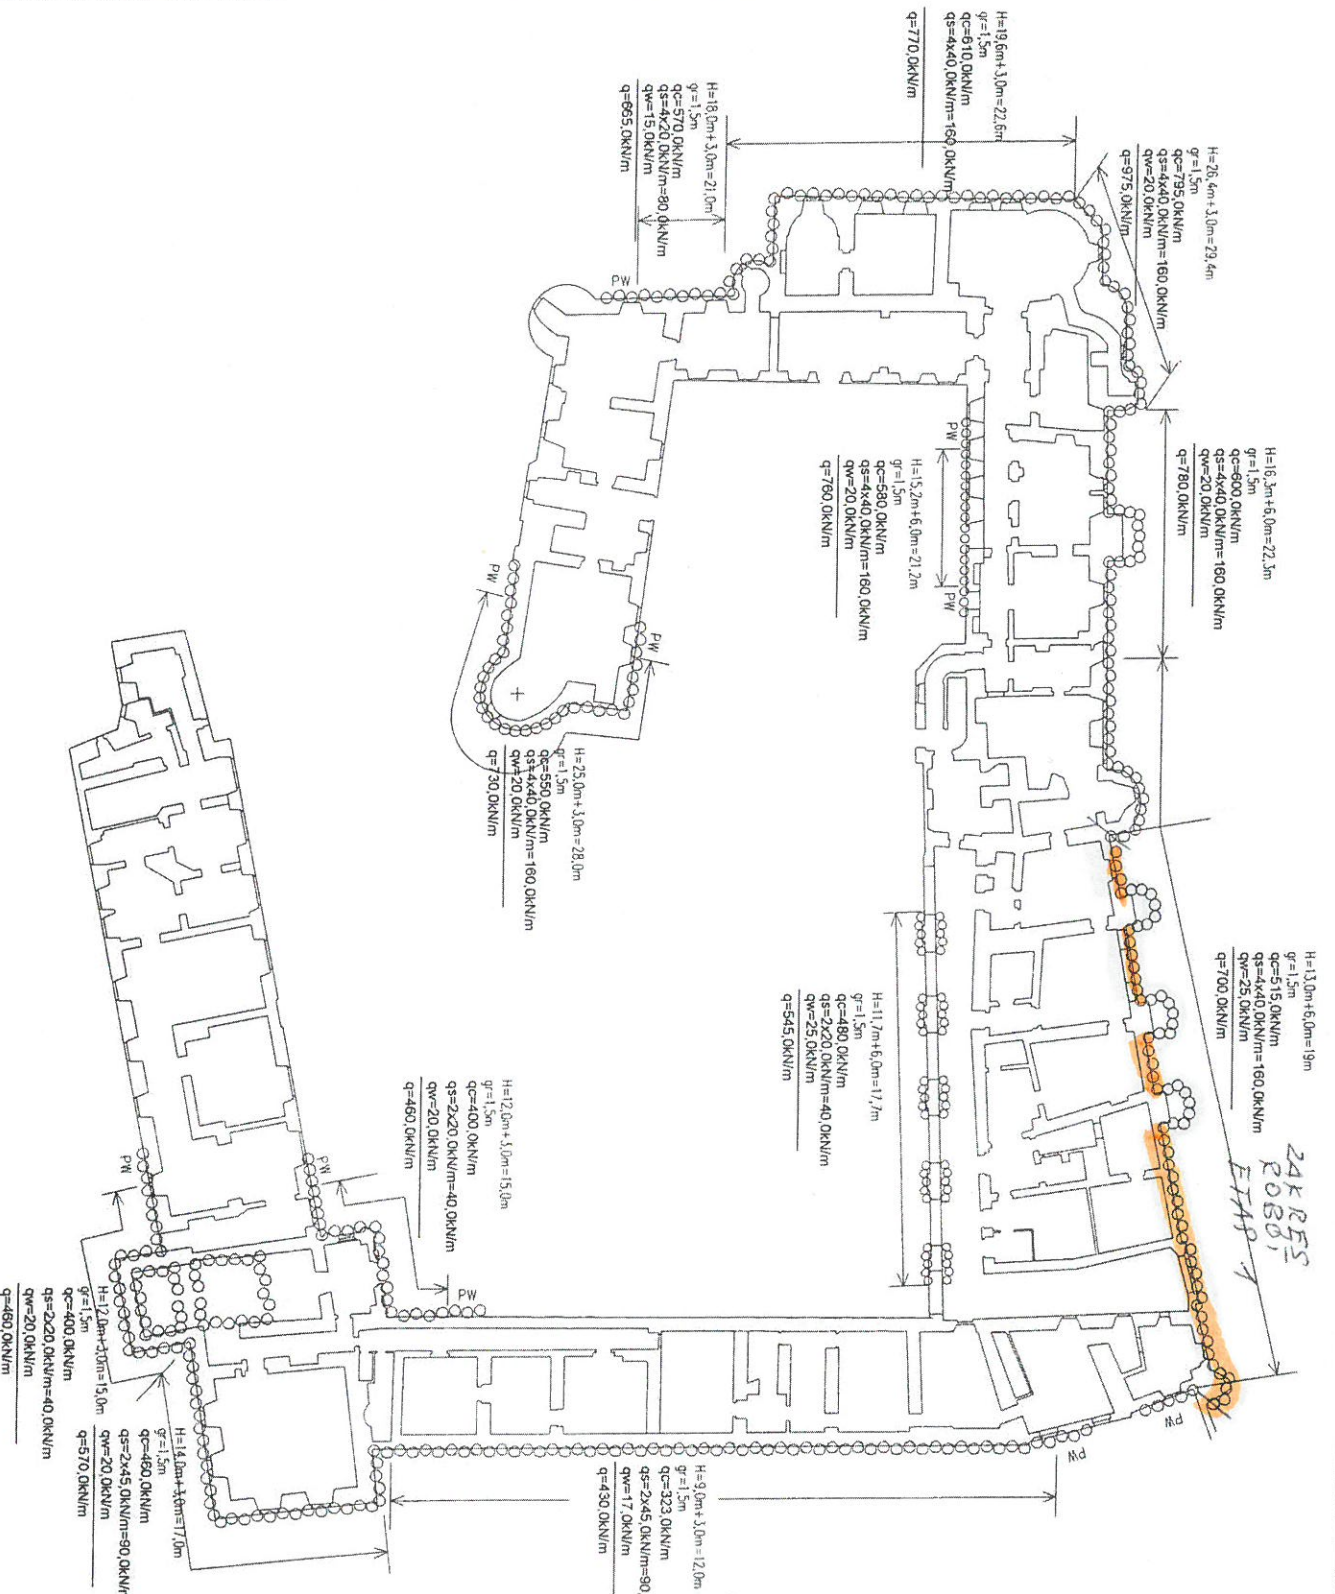 H=19,6m+3,0m=22,6m
gr=1,5m
qc=610,0kN/m
qs=4x40,0kN/m=160,0kN/m
q=770,0kN/m
H=18,0m+3,0m=21,0m
gr=1,5m
qc=570,0kN/m
qs=4x20,0kN/m=80,0kN/m
qw=15,0kN/m
q=665,0kN/m
H=26,4m+3,0m=29,4m
gr=1,5m
qc=795,0kN/m
qs=4x40,0kN/m=160,0kN/m
qw=20,0kN/m
q=975,0kN/m
H=16,3m+6,0m=22,3m
gr=1,5m
qc=600,0kN/m
qs=4x40,0kN/m=160,0kN/m
qw=20,0kN/m
q=780,0kN/m
PW
PW
H=15,2m+6,0m=21,2m
gr=1,5m
qc=580,0kN/m
qs=4x40,0kN/m=160,0kN/m
qw=20,0kN/m
q=760,0kN/m
PW
PW
PW
H=25,0m+3,0m=28,0m
gr=1,5m
qc=550,0kN/m
qs=4x40,0kN/m=160,0kN/m
qw=20,0kN/m
q=730,0kN/m
H=13,0m+6,0m=19m
gr=1,5m
qc=515,0kN/m
qs=4x40,0kN/m=160,0kN/m
qw=25,0kN/m
q=700,0kN/m
ZAKRES
ROBÓT
ETAP 1
H=11,7m+6,0m=17,7m
gr=1,5m
qc=480,0kN/m
qs=2x20,0kN/m=40,0kN/m
qw=25,0kN/m
q=545,0kN/m
H=12,0m+3,0m=15,0m
gr=1,5m
qc=400,0kN/m
qs=2x20,0kN/m=40,0kN/m
qw=20,0kN/m
q=460,0kN/m
PW
PW
PW
PW
PW
H=12,0m+3,0m=15,0m
gr=1,5m
qc=400,0kN/m
qs=2x20,0kN/m=40,0kN/m
qw=20,0kN/m
q=460,0kN/m
H=14,0m+3,0m=17,0m
gr=1,5m
qc=460,0kN/m
qs=2x45,0kN/m=90,0kN/m
qw=20,0kN/m
q=570,0kN/m
H=9,0m+3,0m=12,0m
gr=1,5m
qc=323,0kN/m
qs=2x45,0kN/m=90,
qw=17,0kN/m
q=430,0kN/m